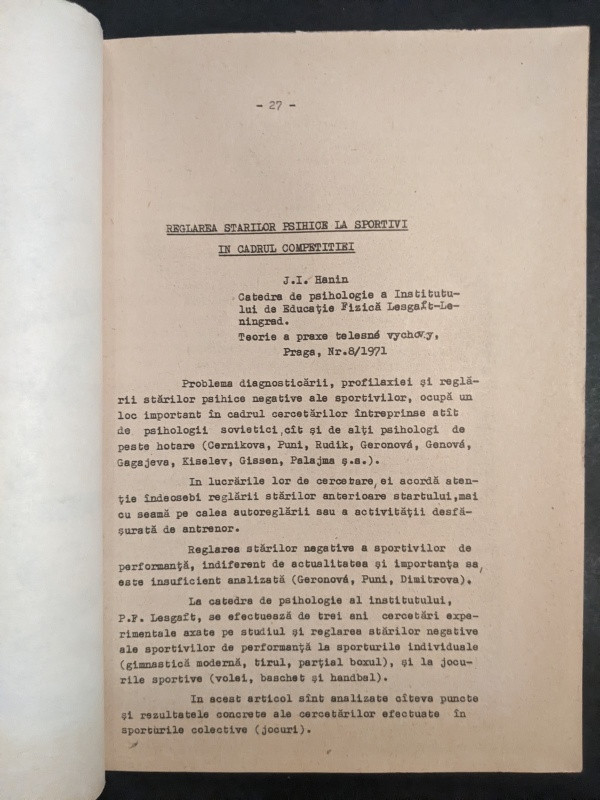 - 27 -
REGLAREA STARILOR PSIHICE LA SPORTIVI
IN CADRUL COMPETITIEI
J.I. Hanin
Catedra de psihologie a Institutu-
lui de Educaţie Fizică Lesgaft-Le-
ningrad.
Teorie a praxe telesné vychovy,
Praga, Nr.8/1971
Problema diagnosticării, profilaxiei şi reglă-
rii stărilor psihice negative ale sportivilor, ocupă un
loc important în cadrul cercetărilor întreprinse atît
de psihologii sovietici,cît şi de alţi psihologi de
peste hotare (Cernikova, Puni, Rudik, Geronová, Genová,
Gagajeva, Kiselev, Gissen, Palajma ş.a.).
In lucrările lor de cercetare,ei acordă aten-
ţie îndeosebi reglării stărilor anterioare startului,mai
cu seamă pe calea autoreglării sau a activităţii desfă-
şurată de antrenor.
Reglarea stărilor negative a sportivilor de
performanţă, indiferent de actualitatea şi importanţa sa,
este insuficient analizată (Geronová, Puni, Dimitrova).
La catedra de psihologie al institutului,
P.F. Lesgaft, se efectuează de trei ani cercetări expe-
rimentale axate pe studiul şi reglarea stărilor negative
ale sportivilor de performanţă la sporturile individuale
(gimnastică modernă, tirul, parţial boxul), şi la jocu-
rile sportive (volei, baschet şi handbal).
In acest articol sînt analizate cîteva puncte
şi rezultatele concrete ale cercetărilor efectuate în
sporturile colective (jocuri).